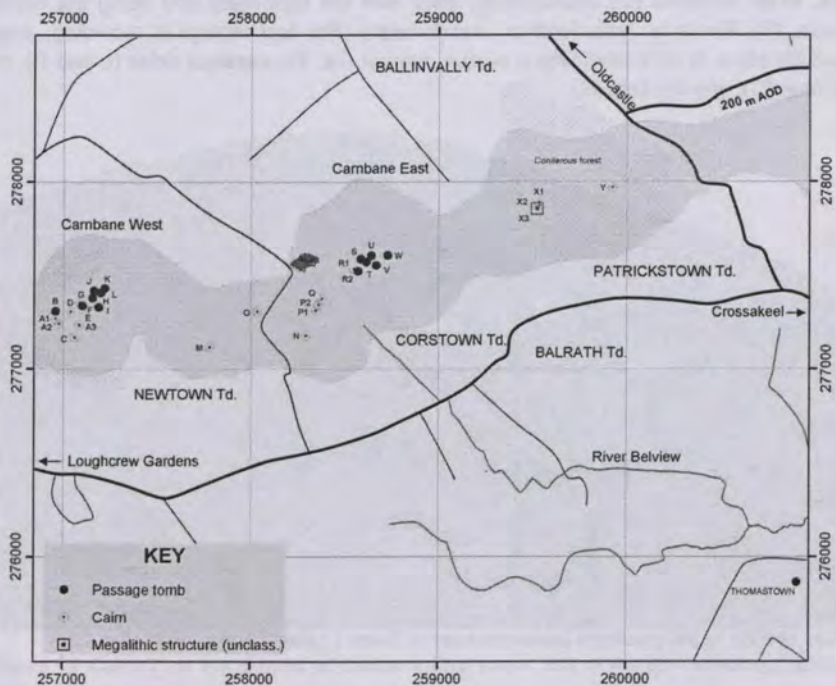 257000 258000 259000 260000
BALLINVALLY Td.
Oldcastle
200 m AOD
Carnbane East
Coniferous forest
278000
278000
X1
Y
X2
X3
Carnbane West
U
S
W
R1
V
T
R2
PATRICKSTOWN Td.
K
J
L
G
H
B
D
F
I
A1
E
A2
A3
C
Q
P2
O
P1
N
M
Crossakeel
CORSTOWN Td.
BALRATH Td.
277000
277000
NEWTOWN Td.
Loughcrew Gardens
River Belview
276000
276000
KEY
Passage tomb
Cairn
Megalithic structure (unclass.)
THOMASTOWN
257000 258000 259000 260000